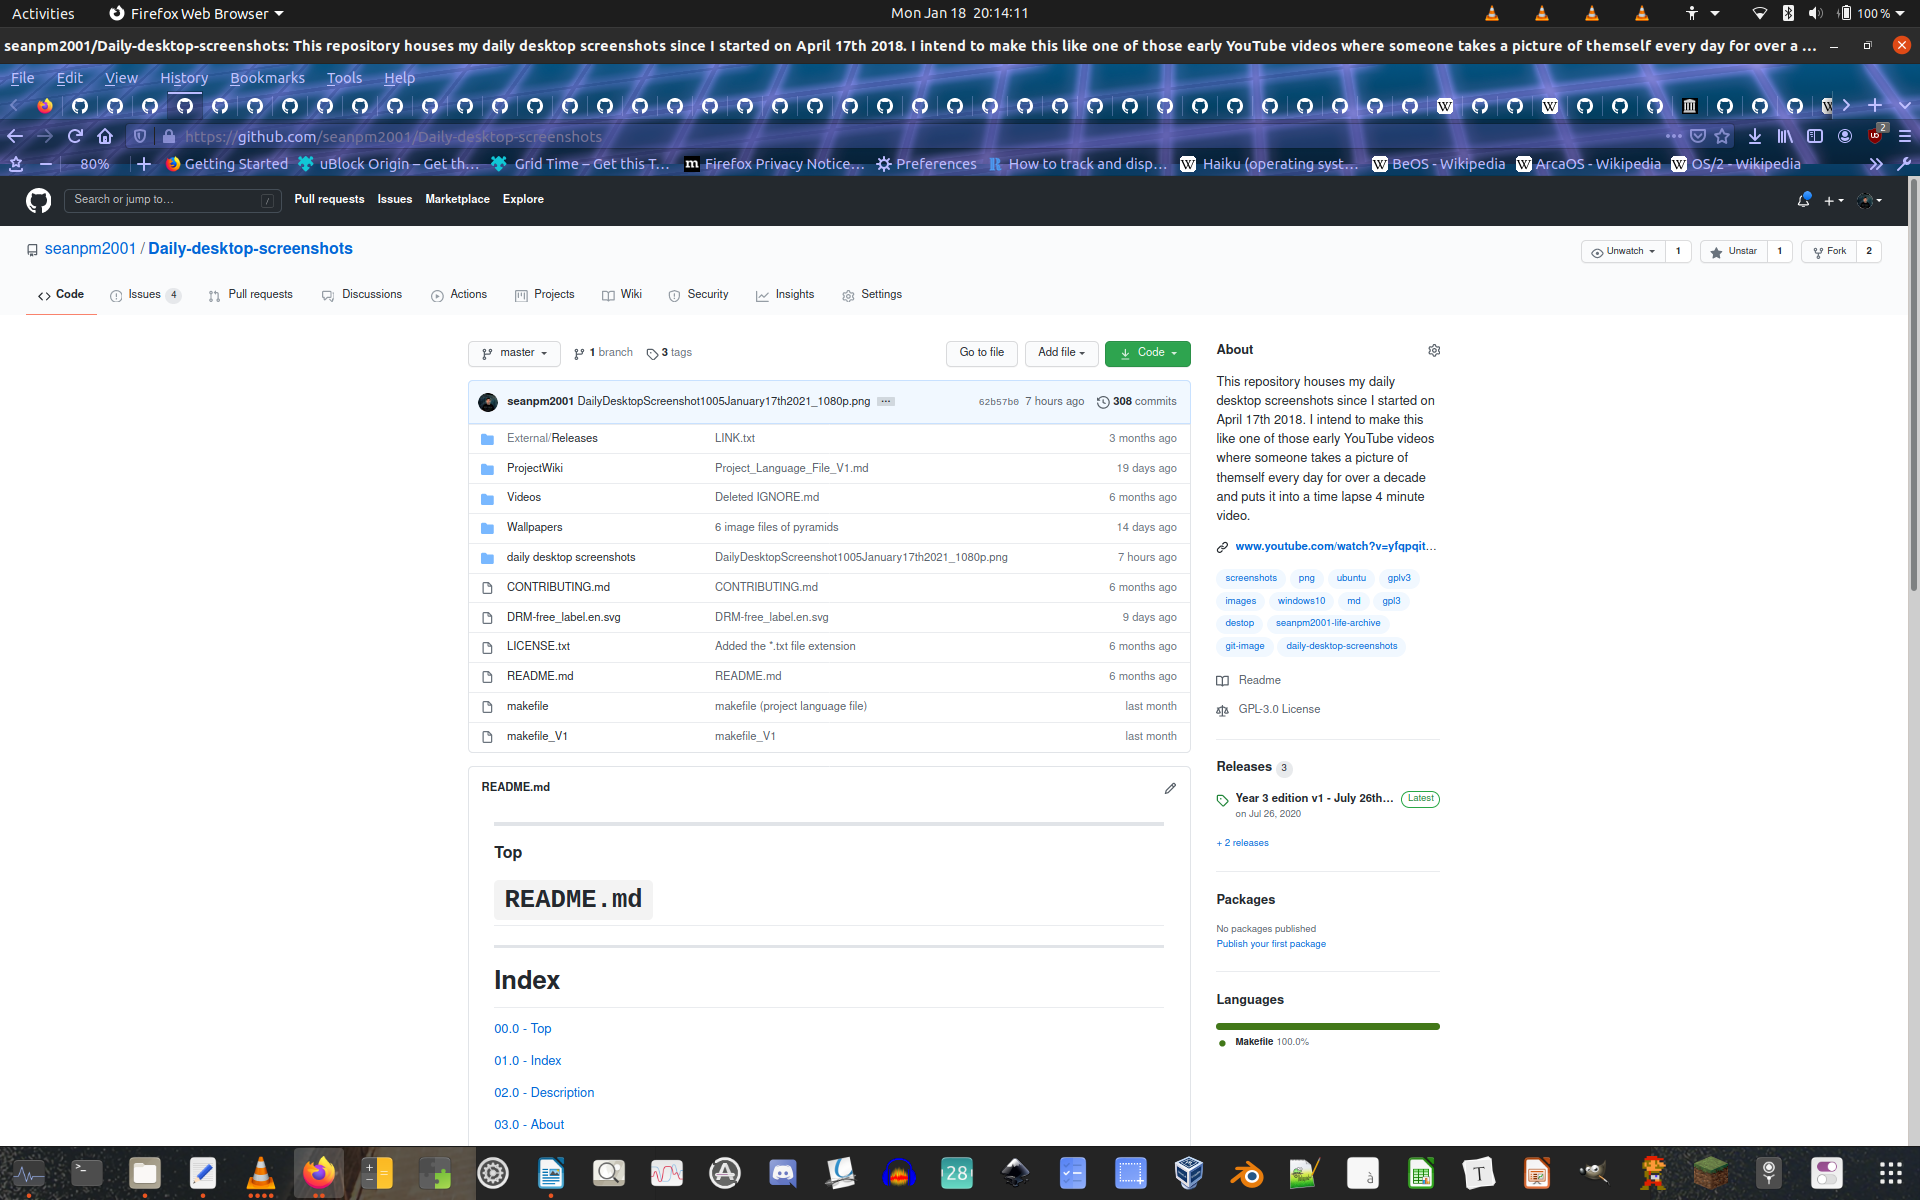 Activities
Firefox Web Browser
Mon Jan 18 20:14:11
100 %
seanpm2001/Daily-desktop-screenshots: This repository houses my daily desktop screenshots since I started on April 17th 2018. I intend to make this like one of those early YouTube videos where someone takes a picture of themself every day for over a ...
File Edit View History Bookmarks Tools Help
https://github.com/seanpm2001/Daily-desktop-screenshots
2
80%
Getting Started
uBlock Origin – Get th…
Grid Time – Get this T…
Firefox Privacy Notice…
Preferences
How to track and disp…
Haiku (operating syst…
BeOS - Wikipedia
ArcaOS - Wikipedia
OS/2 - Wikipedia
Search or jump to…
/
Pull requests Issues Marketplace Explore
seanpm2001 / Daily-desktop-screenshots
Unwatch 1
Unstar 1
Fork 2
Code
Issues 4
Pull requests
Discussions
Actions
Projects
Wiki
Security
Insights
Settings
master
1 branch
3 tags
Go to file
Add file
Code
seanpm2001 DailyDesktopScreenshot1005January17th2021_1080p.png ...
62b57b0 7 hours ago
308 commits
External/Releases LINK.txt 3 months ago
ProjectWiki Project_Language_File_V1.md 19 days ago
Videos Deleted IGNORE.md 6 months ago
Wallpapers 6 image files of pyramids 14 days ago
daily desktop screenshots DailyDesktopScreenshot1005January17th2021_1080p.png 7 hours ago
CONTRIBUTING.md CONTRIBUTING.md 6 months ago
DRM-free_label.en.svg DRM-free_label.en.svg 9 days ago
LICENSE.txt Added the *.txt file extension 6 months ago
README.md README.md 6 months ago
makefile makefile (project language file) last month
makefile_V1 makefile_V1 last month
README.md
Top
README.md
Index
00.0 - Top
01.0 - Index
02.0 - Description
03.0 - About
About
This repository houses my daily
desktop screenshots since I started on
April 17th 2018. I intend to make this
like one of those early YouTube videos
where someone takes a picture of
themself every day for over a decade
and puts it into a time lapse 4 minute
video.
www.youtube.com/watch?v=yfqpqit…
screenshots png ubuntu gplv3
images windows10 md gpl3
destop seanpm2001-life-archive
git-image daily-desktop-screenshots
Readme
GPL-3.0 License
Releases 3
Year 3 edition v1 - July 26th… Latest
on Jul 26, 2020
+ 2 releases
Packages
No packages published
Publish your first package
Languages
Makefile 100.0%
28